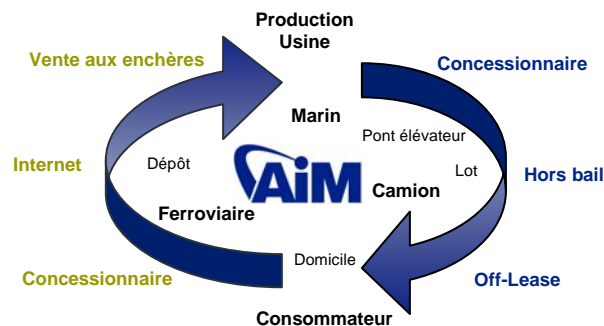 Production
Usine
Vente aux enchères
Concessionnaire
Marin
Pont élévateur
Internet
Dépôt
AiM
Lot
Camion
Hors bail
Ferroviaire
Domicile
Concessionnaire
Off-Lease
Consommateur